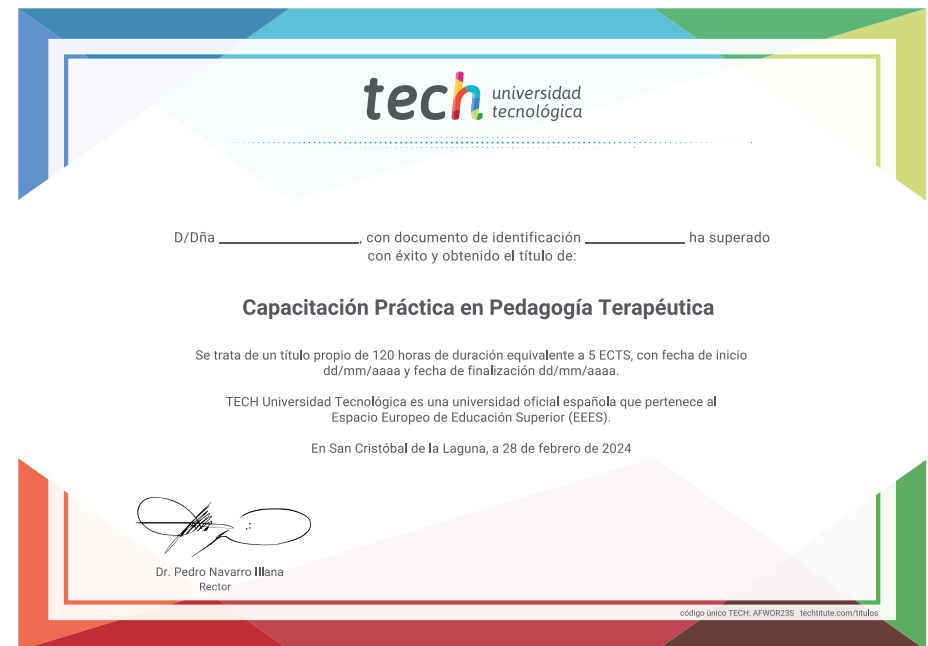 tech universidad
tecnológica
D/Dña ____________________, con documento de identificación ______________ ha superado
con éxito y obtenido el título de:
Capacitación Práctica en Pedagogía Terapéutica
Se trata de un título propio de 120 horas de duración equivalente a 5 ECTS, con fecha de inicio
dd/mm/aaaa y fecha de finalización dd/mm/aaaa.
TECH Universidad Tecnológica es una universidad oficial española que pertenece al
Espacio Europeo de Educación Superior (EEES).
En San Cristóbal de la Laguna, a 28 de febrero de 2024
Dr. Pedro Navarro Illana
Rector
código único TECH: AFWOR23S techtitute.com/titulos